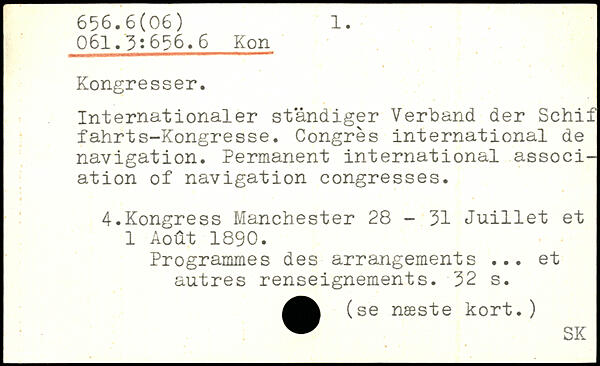 656.6(06) 1.
061.3:656.6 Kon
Kongresser.
Internationaler ständiger Verband der Schif
fahrts-Kongresse. Congrès international de
navigation. Permanent international associ-
ation of navigation congresses.
4.Kongress Manchester 28 - 31 Juillet et
1 Août 1890.
Programmes des arrangements ... et
autres renseignements. 32 s.
(se næste kort.)
SK